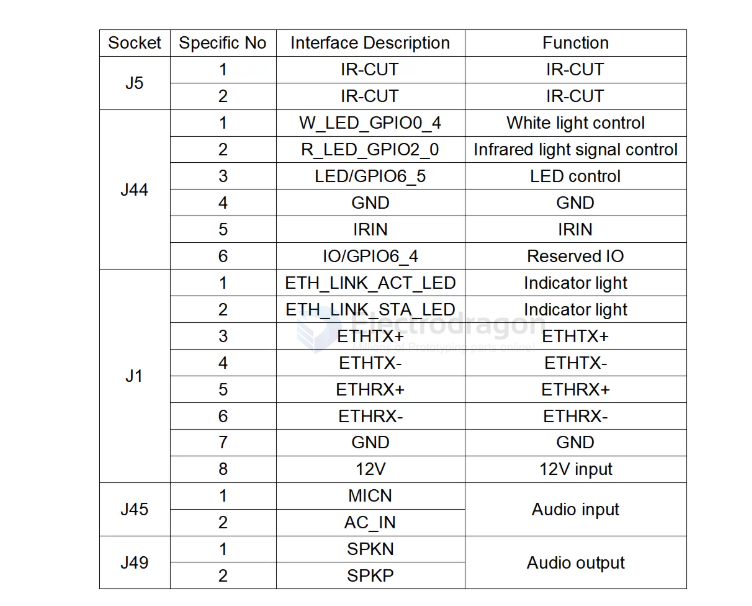 Socket Specific No Interface Description Function
J5
1 IR-CUT IR-CUT
2 IR-CUT IR-CUT
J44
1 W_LED_GPIO0_4 White light control
2 R_LED_GPIO2_0 Infrared light signal control
3 LED/GPIO6_5 LED control
4 GND GND
5 IRIN IRIN
6 IO/GPIO6_4 Reserved IO
J1
1 ETH_LINK_ACT_LED Indicator light
2 ETH_LINK_STA_LED Indicator light
Electrodragon
3 ETHTX+ ETHTX+
Prototyping parts online!
4 ETHTX- ETHTX-
5 ETHRX+ ETHRX+
6 ETHRX- ETHRX-
7 GND GND
8 12V 12V input
J45
1 MICN
Audio input
2 AC_IN
J49
1 SPKN
Audio output
2 SPKP